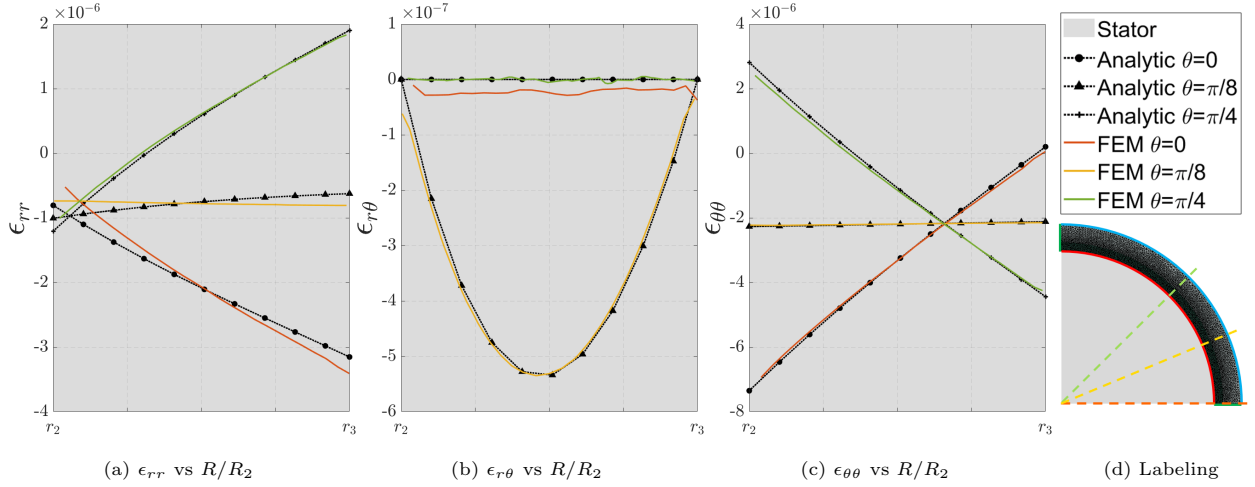 ×10⁻⁶
2
1
0
-1
-2
-3
-4
ϵrr
r₂
r₃
(a) ϵrr vs R/R₂
×10⁻⁷
1
0
-1
-2
-3
-4
-5
-6
ϵrθ
r₂
r₃
(b) ϵrθ vs R/R₂
×10⁻⁶
4
2
0
-2
-4
-6
-8
ϵθθ
r₂
r₃
(c) ϵθθ vs R/R₂
Stator
Analytic θ=0
Analytic θ=π/8
Analytic θ=π/4
FEM θ=0
FEM θ=π/8
FEM θ=π/4
(d) Labeling